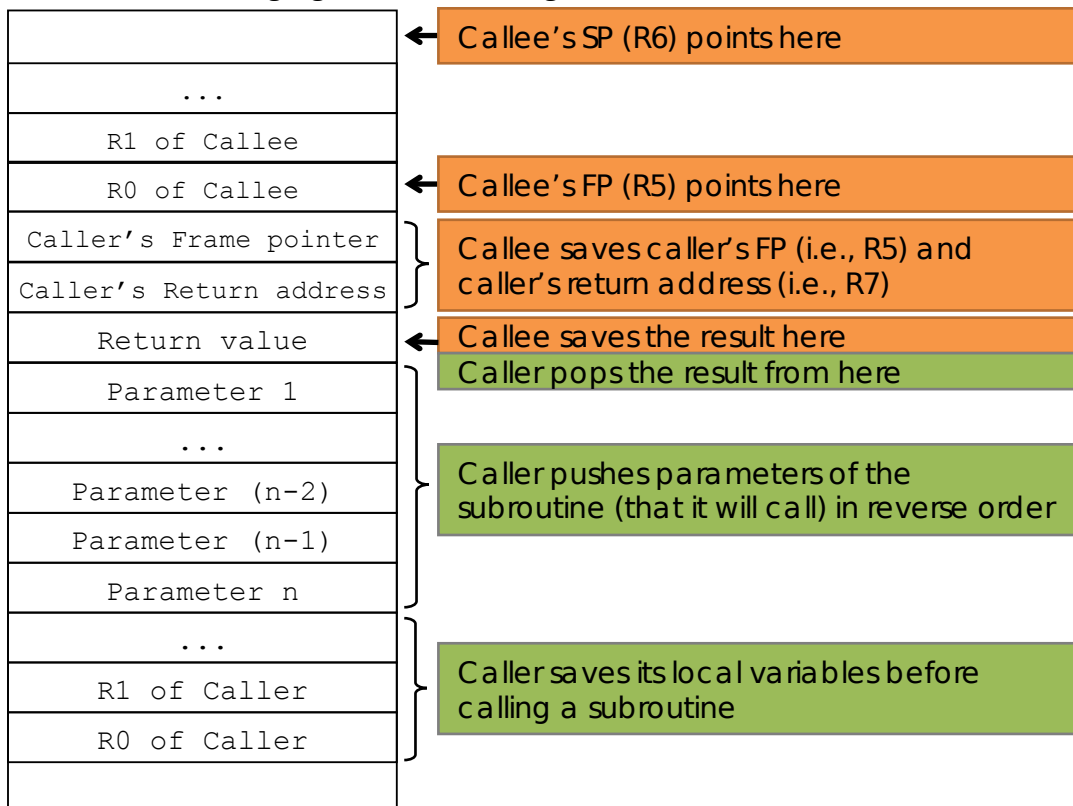 Callee's SP (R6) points here
...
R1 of Callee
R0 of Callee
Callee's FP (R5) points here
Caller's Frame pointer
Caller's Return address
Callee saves caller's FP (i.e., R5) and
caller's return address (i.e., R7)
Return value
Callee saves the result here
Caller pops the result from here
Parameter 1
...
Parameter (n-2)
Parameter (n-1)
Parameter n
Caller pushes parameters of the
subroutine (that it will call) in reverse order
...
R1 of Caller
R0 of Caller
Caller saves its local variables before
calling a subroutine